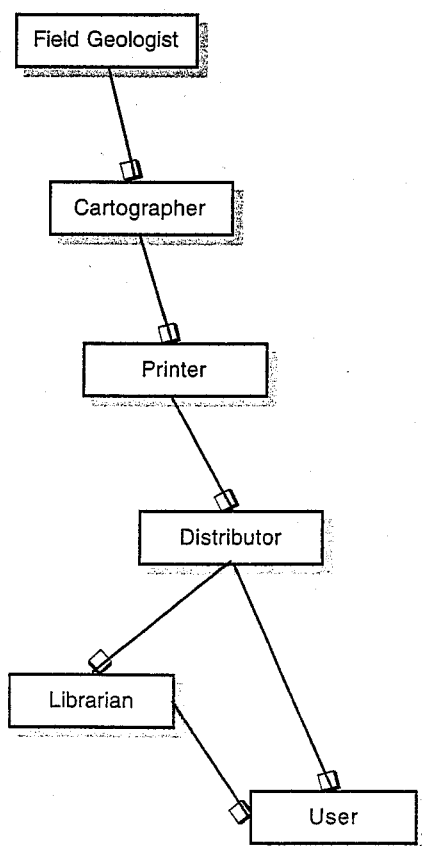 Field Geologist
Cartographer
Printer
Distributor
Librarian
User